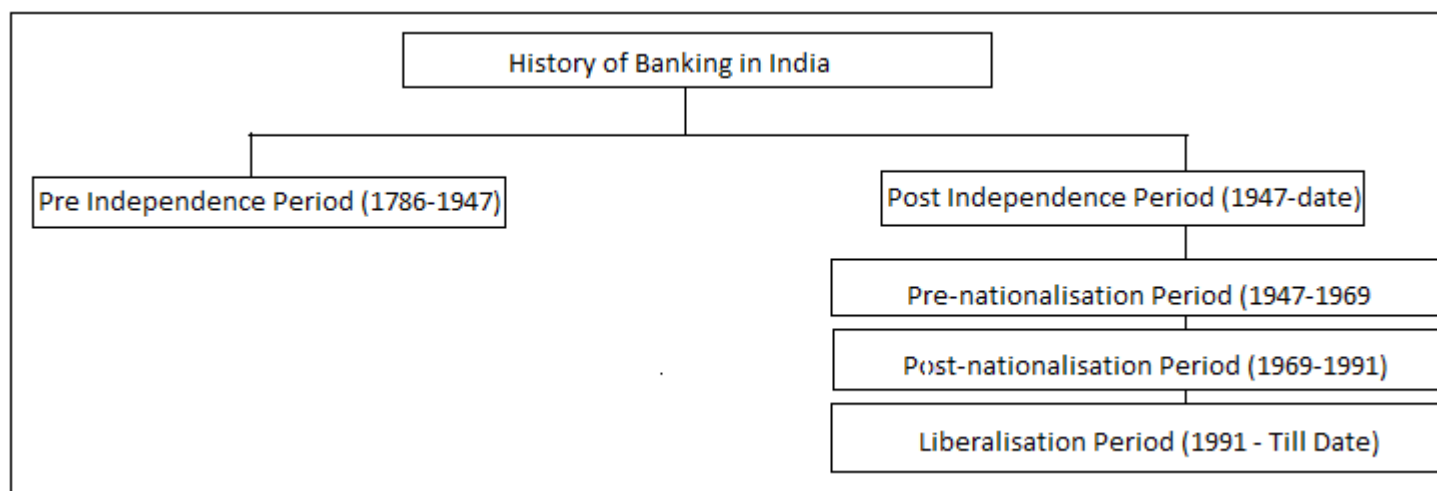 History of Banking in India
Pre Independence Period (1786-1947)
Post Independence Period (1947-date)
Pre-nationalisation Period (1947-1969
Post-nationalisation Period (1969-1991)
Liberalisation Period (1991 - Till Date)